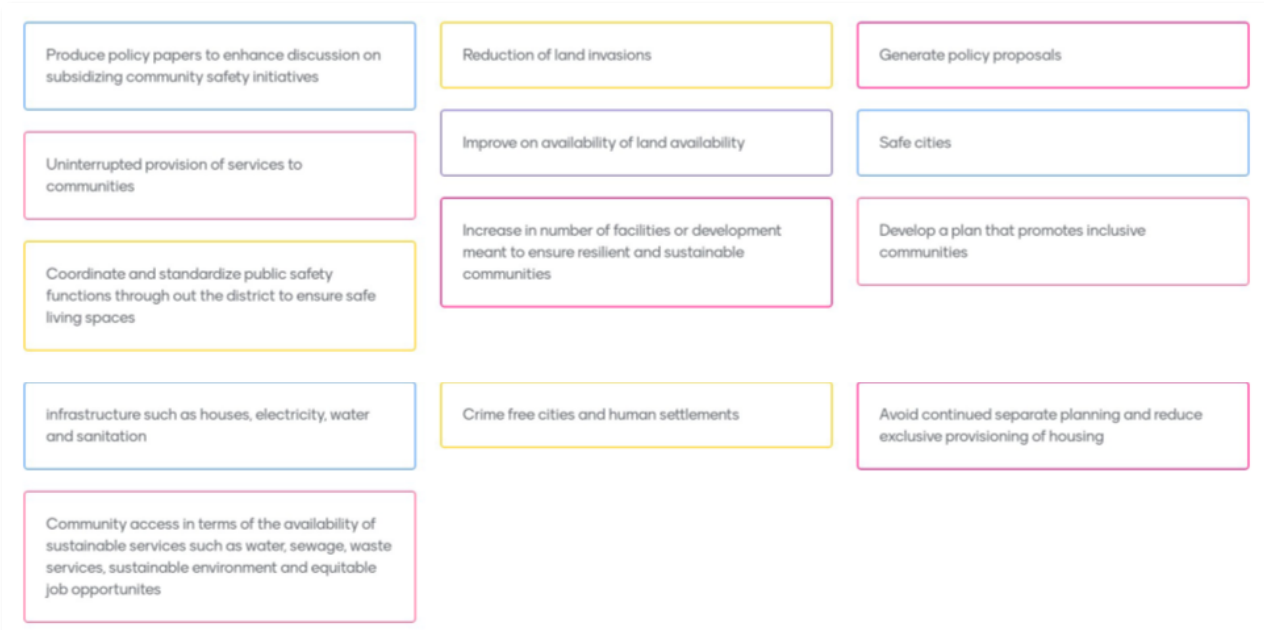 Produce policy papers to enhance discussion on
subsidizing community safety initiatives
Uninterrupted provision of services to
communities
Coordinate and standardize public safety
functions through out the district to ensure safe
living spaces
Reduction of land invasions
Improve on availability of land availability
Increase in number of facilities or development
meant to ensure resilient and sustainable
communities
Generate policy proposals
Safe cities
Develop a plan that promotes inclusive
communities
infrastructure such as houses, electricity, water
and sanitation
Community access in terms of the availability of
sustainable services such as water, sewage, waste
services, sustainable environment and equitable
job opportunites
Crime free cities and human settlements
Avoid continued separate planning and reduce
exclusive provisioning of housing